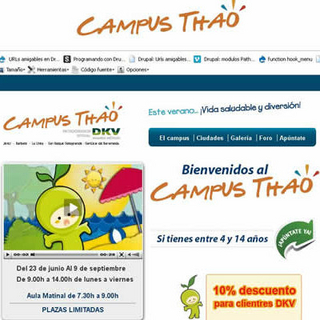 CAMPUS THAO
URLs amigables en Dr...
Programando con Dru...
Drupal: Urls amigables...
Drupal: modulos Path ...
function hook_menu
Tamaño
Herramientas
Código fuente
Opciones
CAMPUS THAO
DKV
Este verano... ¡Vida saludable y diversión!
El campus | Ciudades | Galería | Foro | Apúntate
Bienvenidos al
CAMPUS THAO
Si tienes entre 4 y 14 años
¡APÚNTATE YA!
Del 23 de junio Al 9 de septiembre
De 9.00h a 14.00h de lunes a viernes
Aula Matinal de 7.30h a 9.00h
PLAZAS LIMITADAS
10% descuento
para clientres DKV